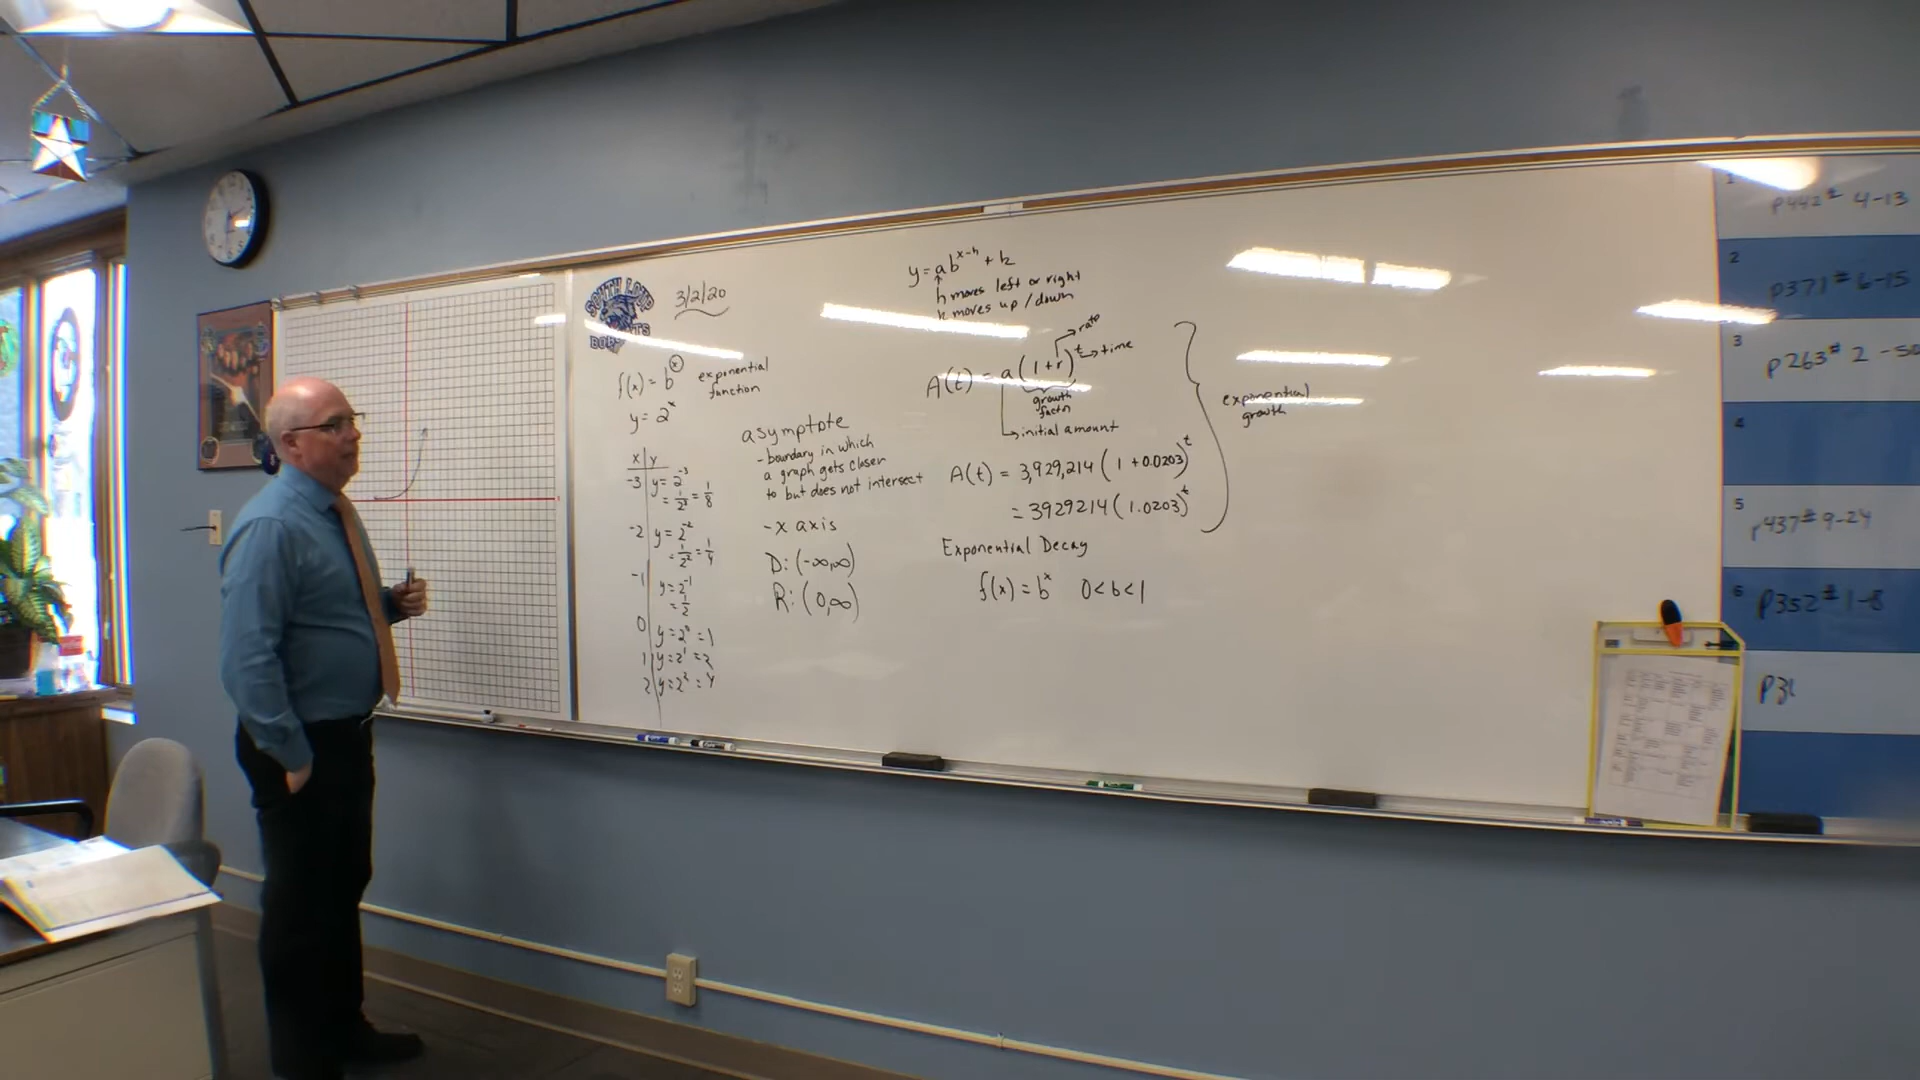 SOUTH LOUP
BOBCATS
3/2/20
f(x) = b^x exponential function
y = 2^x
x | y
-3 | y = 2^-3
= 1/2^3 = 1/8
-2 | y = 2^-2
= 1/2^2 = 1/4
-1 | y = 2^-1
= 1/2
0 | y = 2^0 = 1
1 | y = 2^1 = 2
2 | y = 2^2 = 4
asymptote
- boundary in which
a graph gets closer
to but does not intersect
- x axis
D: (-∞,∞)
R: (0,∞)
y = ab^x-h + k
h moves left or right
k moves up / down
rate
A(t) = a(1+r)^t → time
growth
factor
initial amount
A(t) = 3,929,214 (1 + 0.0203)^t
= 3929214 (1.0203)^t
exponential
growth
Exponential Decay
f(x) = b^x 0<b<1
1 p442# 4-13
2 p371# 6-15
3 p263# 2-50
4
5 p437# 9-24
6 p352# 1-8